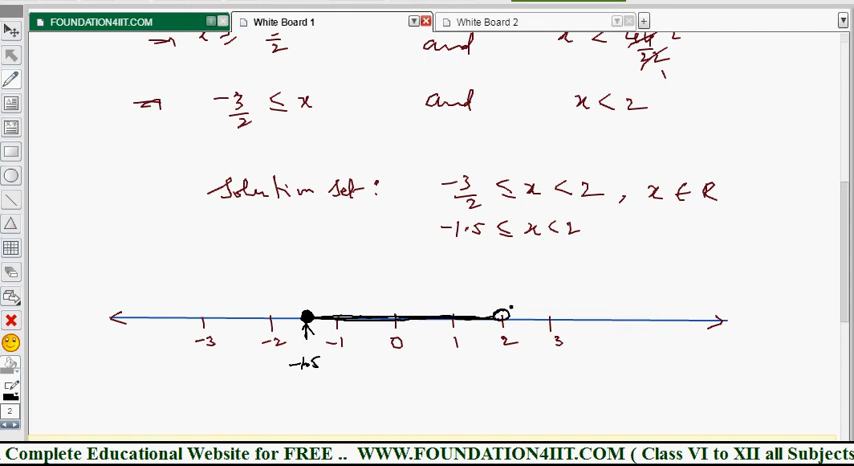 FOUNDATION4IIT.COM White Board 1 White Board 2
→ x ≥ /2 and x < 2
→ -3/2 ≤ x and x < 2
Solution set: -3/2 ≤ x < 2, x ∈ R
-1.5 ≤ x < 2
-3 -2 -1 0 1 2 3
-1.5
2
Complete Educational Website for FREE .. WWW.FOUNDATION4IIT.COM ( Class VI to XII all Subjects